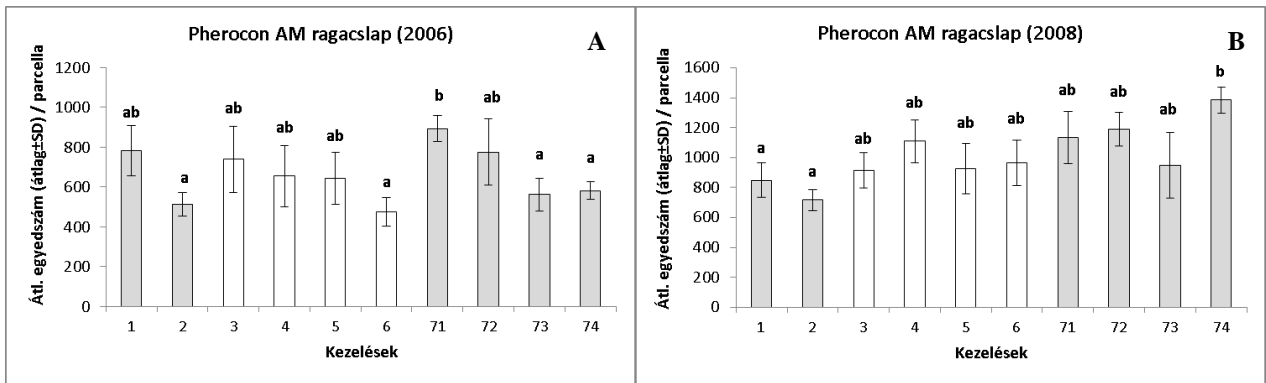 Pherocon AM ragacslap (2006)
A
Átl. egyedszám (átlag±SD) / parcella
1200
1000
800
600
400
200
0
ab
a
ab
ab
ab
a
b
ab
a
a
1 2 3 4 5 6 71 72 73 74
Kezelések
Pherocon AM ragacslap (2008)
B
Átl. egyedszám (átlag±SD) / parcella
1600
1400
1200
1000
800
600
400
200
0
a
a
ab
ab
ab
ab
ab
ab
ab
b
1 2 3 4 5 6 71 72 73 74
Kezelések